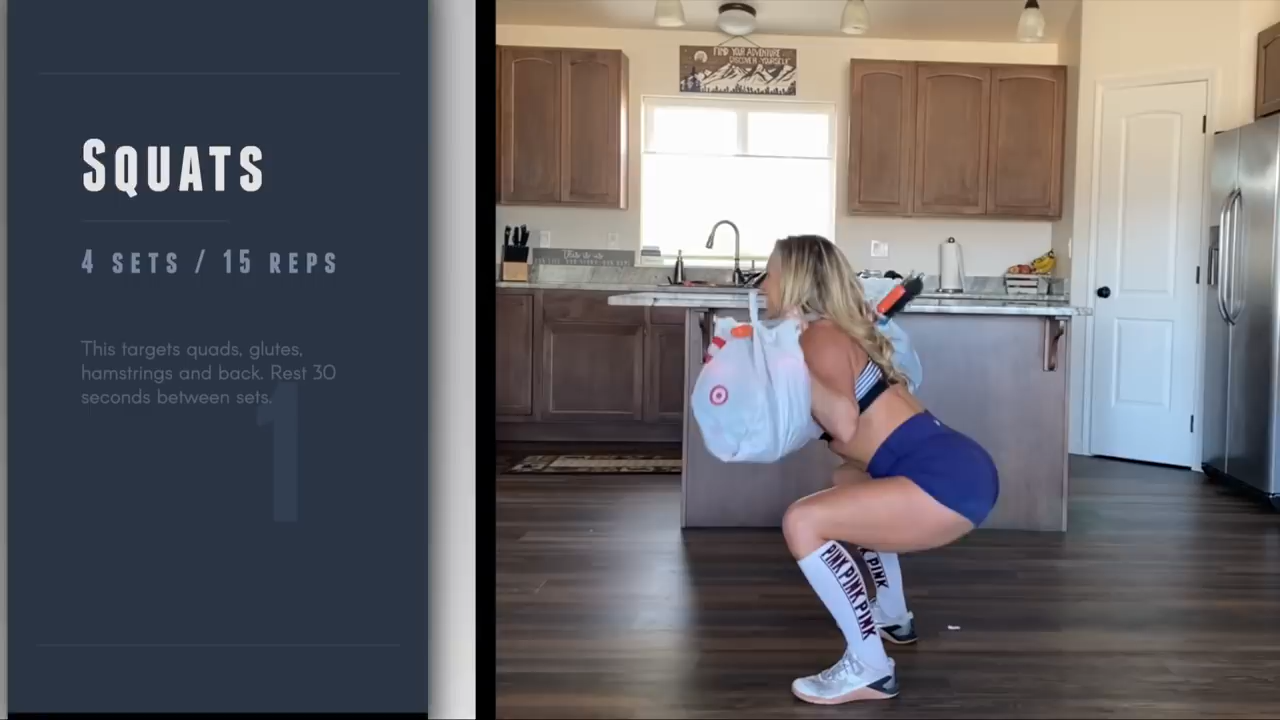 Squats
4 SETS / 15 REPS
This targets quads, glutes,
hamstrings and back. Rest 30
seconds between sets.
1
FIND YOUR ADVENTURE
DISCOVER YOURSELF
PINK PINK PINK
PINK